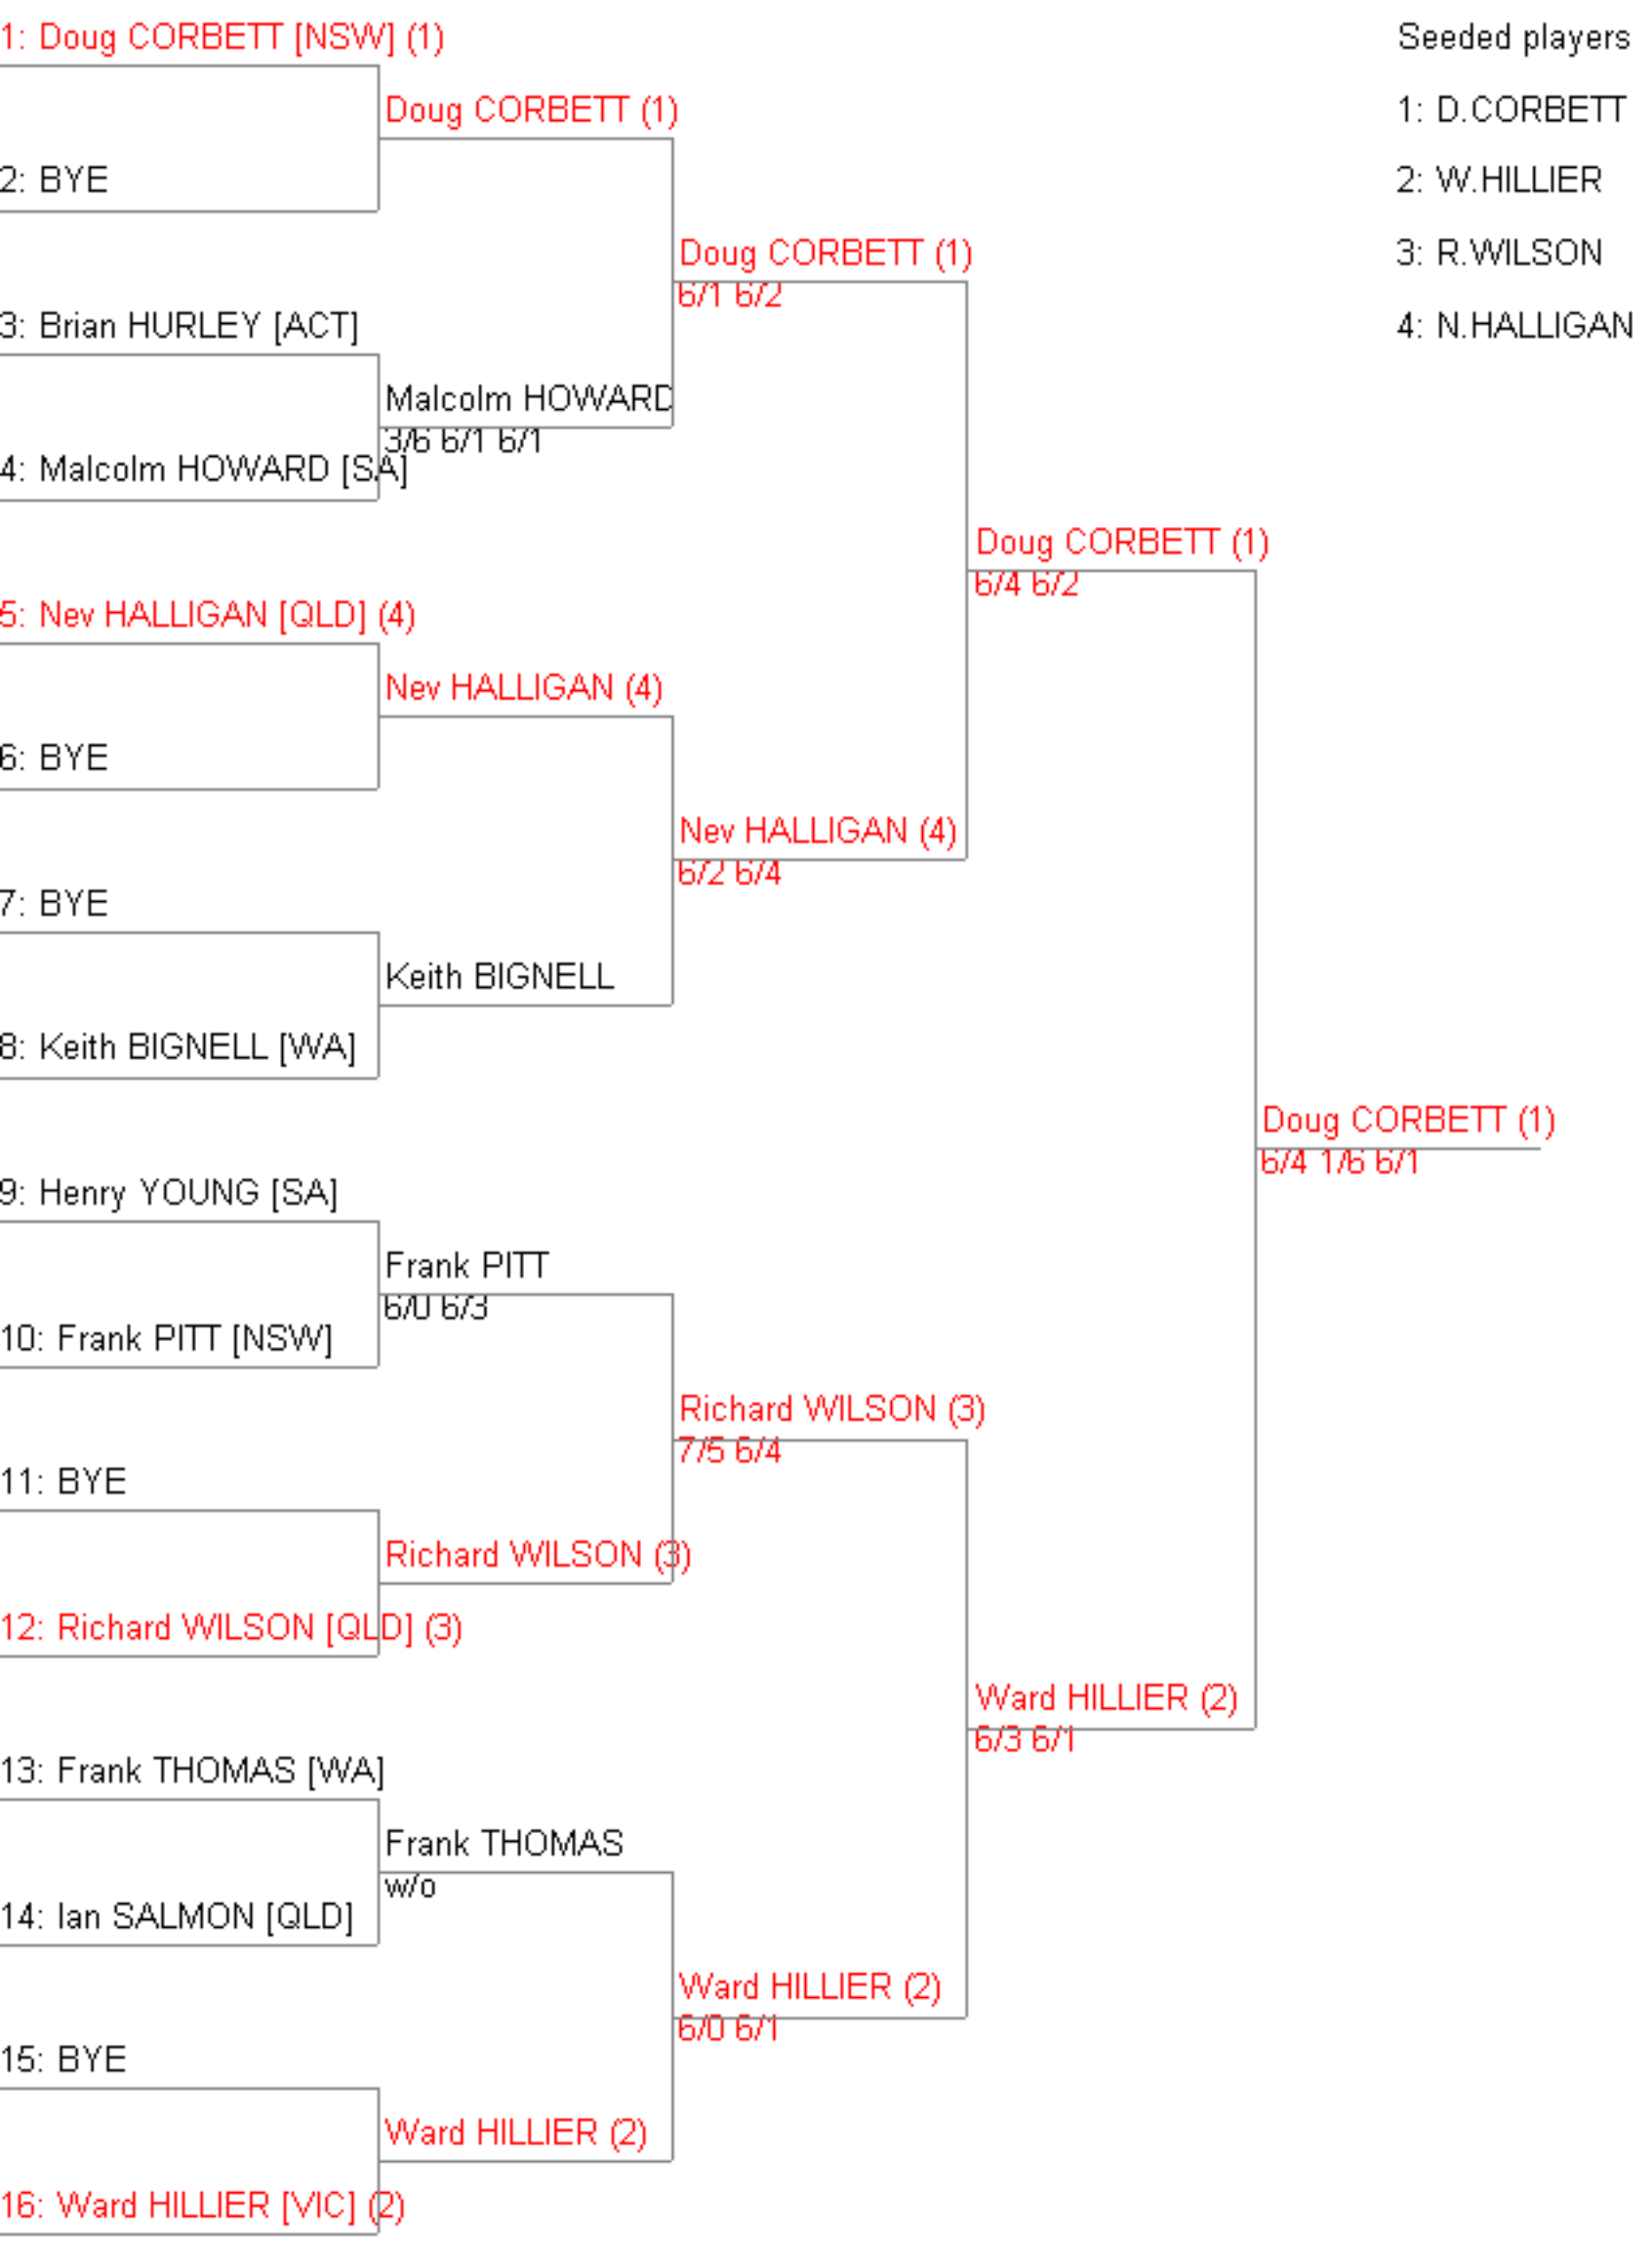 1: Doug CORBETT [NSW] (1)
Seeded players
Doug CORBETT (1)
1: D.CORBETT
2: BYE
2: W.HILLIER
Doug CORBETT (1)
6/1 6/2
3: R.WILSON
3: Brian HURLEY [ACT]
4: N.HALLIGAN
Malcolm HOWARD
3/6 6/1 6/1
4: Malcolm HOWARD [SA]
Doug CORBETT (1)
6/4 6/2
5: Nev HALLIGAN [QLD] (4)
Nev HALLIGAN (4)
6: BYE
Nev HALLIGAN (4)
6/2 6/4
7: BYE
Keith BIGNELL
8: Keith BIGNELL [WA]
Doug CORBETT (1)
6/4 1/6 6/1
9: Henry YOUNG [SA]
Frank PITT
6/0 6/3
10: Frank PITT [NSW]
Richard WILSON (3)
7/5 6/4
11: BYE
Richard WILSON (3)
12: Richard WILSON [QLD] (3)
Ward HILLIER (2)
6/3 6/1
13: Frank THOMAS [WA]
Frank THOMAS
w/o
14: Ian SALMON [QLD]
Ward HILLIER (2)
6/0 6/1
15: BYE
Ward HILLIER (2)
16: Ward HILLIER [VIC] (2)